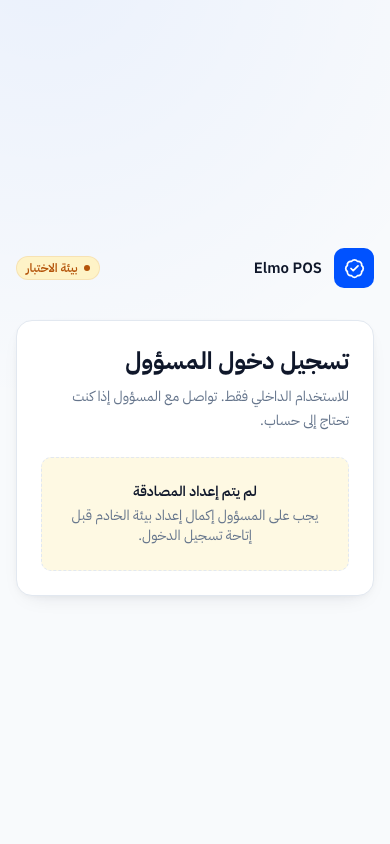 Elmo POS
بيئة الاختبار
تسجيل دخول المسؤول
للاستخدام الداخلي فقط. تواصل مع المسؤول إذا كنت
تحتاج إلى حساب.
لم يتم إعداد المصادقة
يجب على المسؤول إكمال إعداد بيئة الخادم قبل
إتاحة تسجيل الدخول.